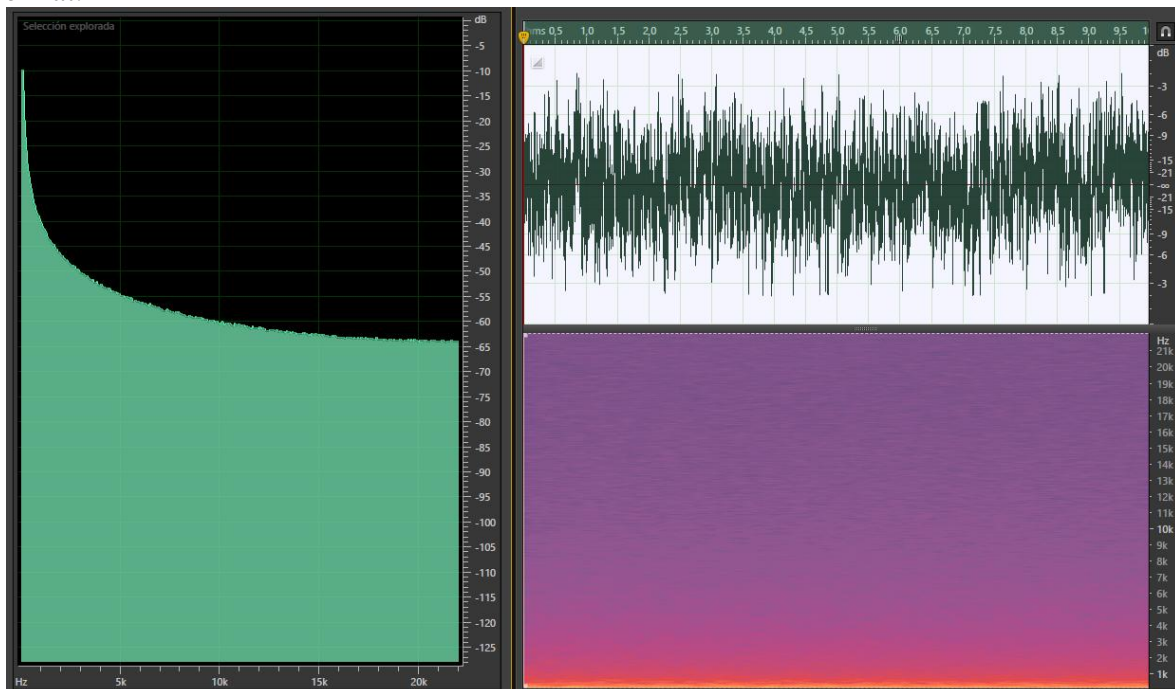 Selección explorada
dB
-5
-10
-15
-20
-25
-30
-35
-40
-45
-50
-55
-60
-65
-70
-75
-80
-85
-90
-95
-100
-105
-110
-115
-120
-125
Hz 5k 10k 15k 20k
hms 0,5 1,0 1,5 2,0 2,5 3,0 3,5 4,0 4,5 5,0 5,5 6,0 6,5 7,0 7,5 8,0 8,5 9,0 9,5
dB
-3
-6
-9
-15
-21
-∞
-21
-15
-9
-6
-3
Hz
21k
20k
19k
18k
17k
16k
15k
14k
13k
12k
11k
10k
9k
8k
7k
6k
5k
4k
3k
2k
1k